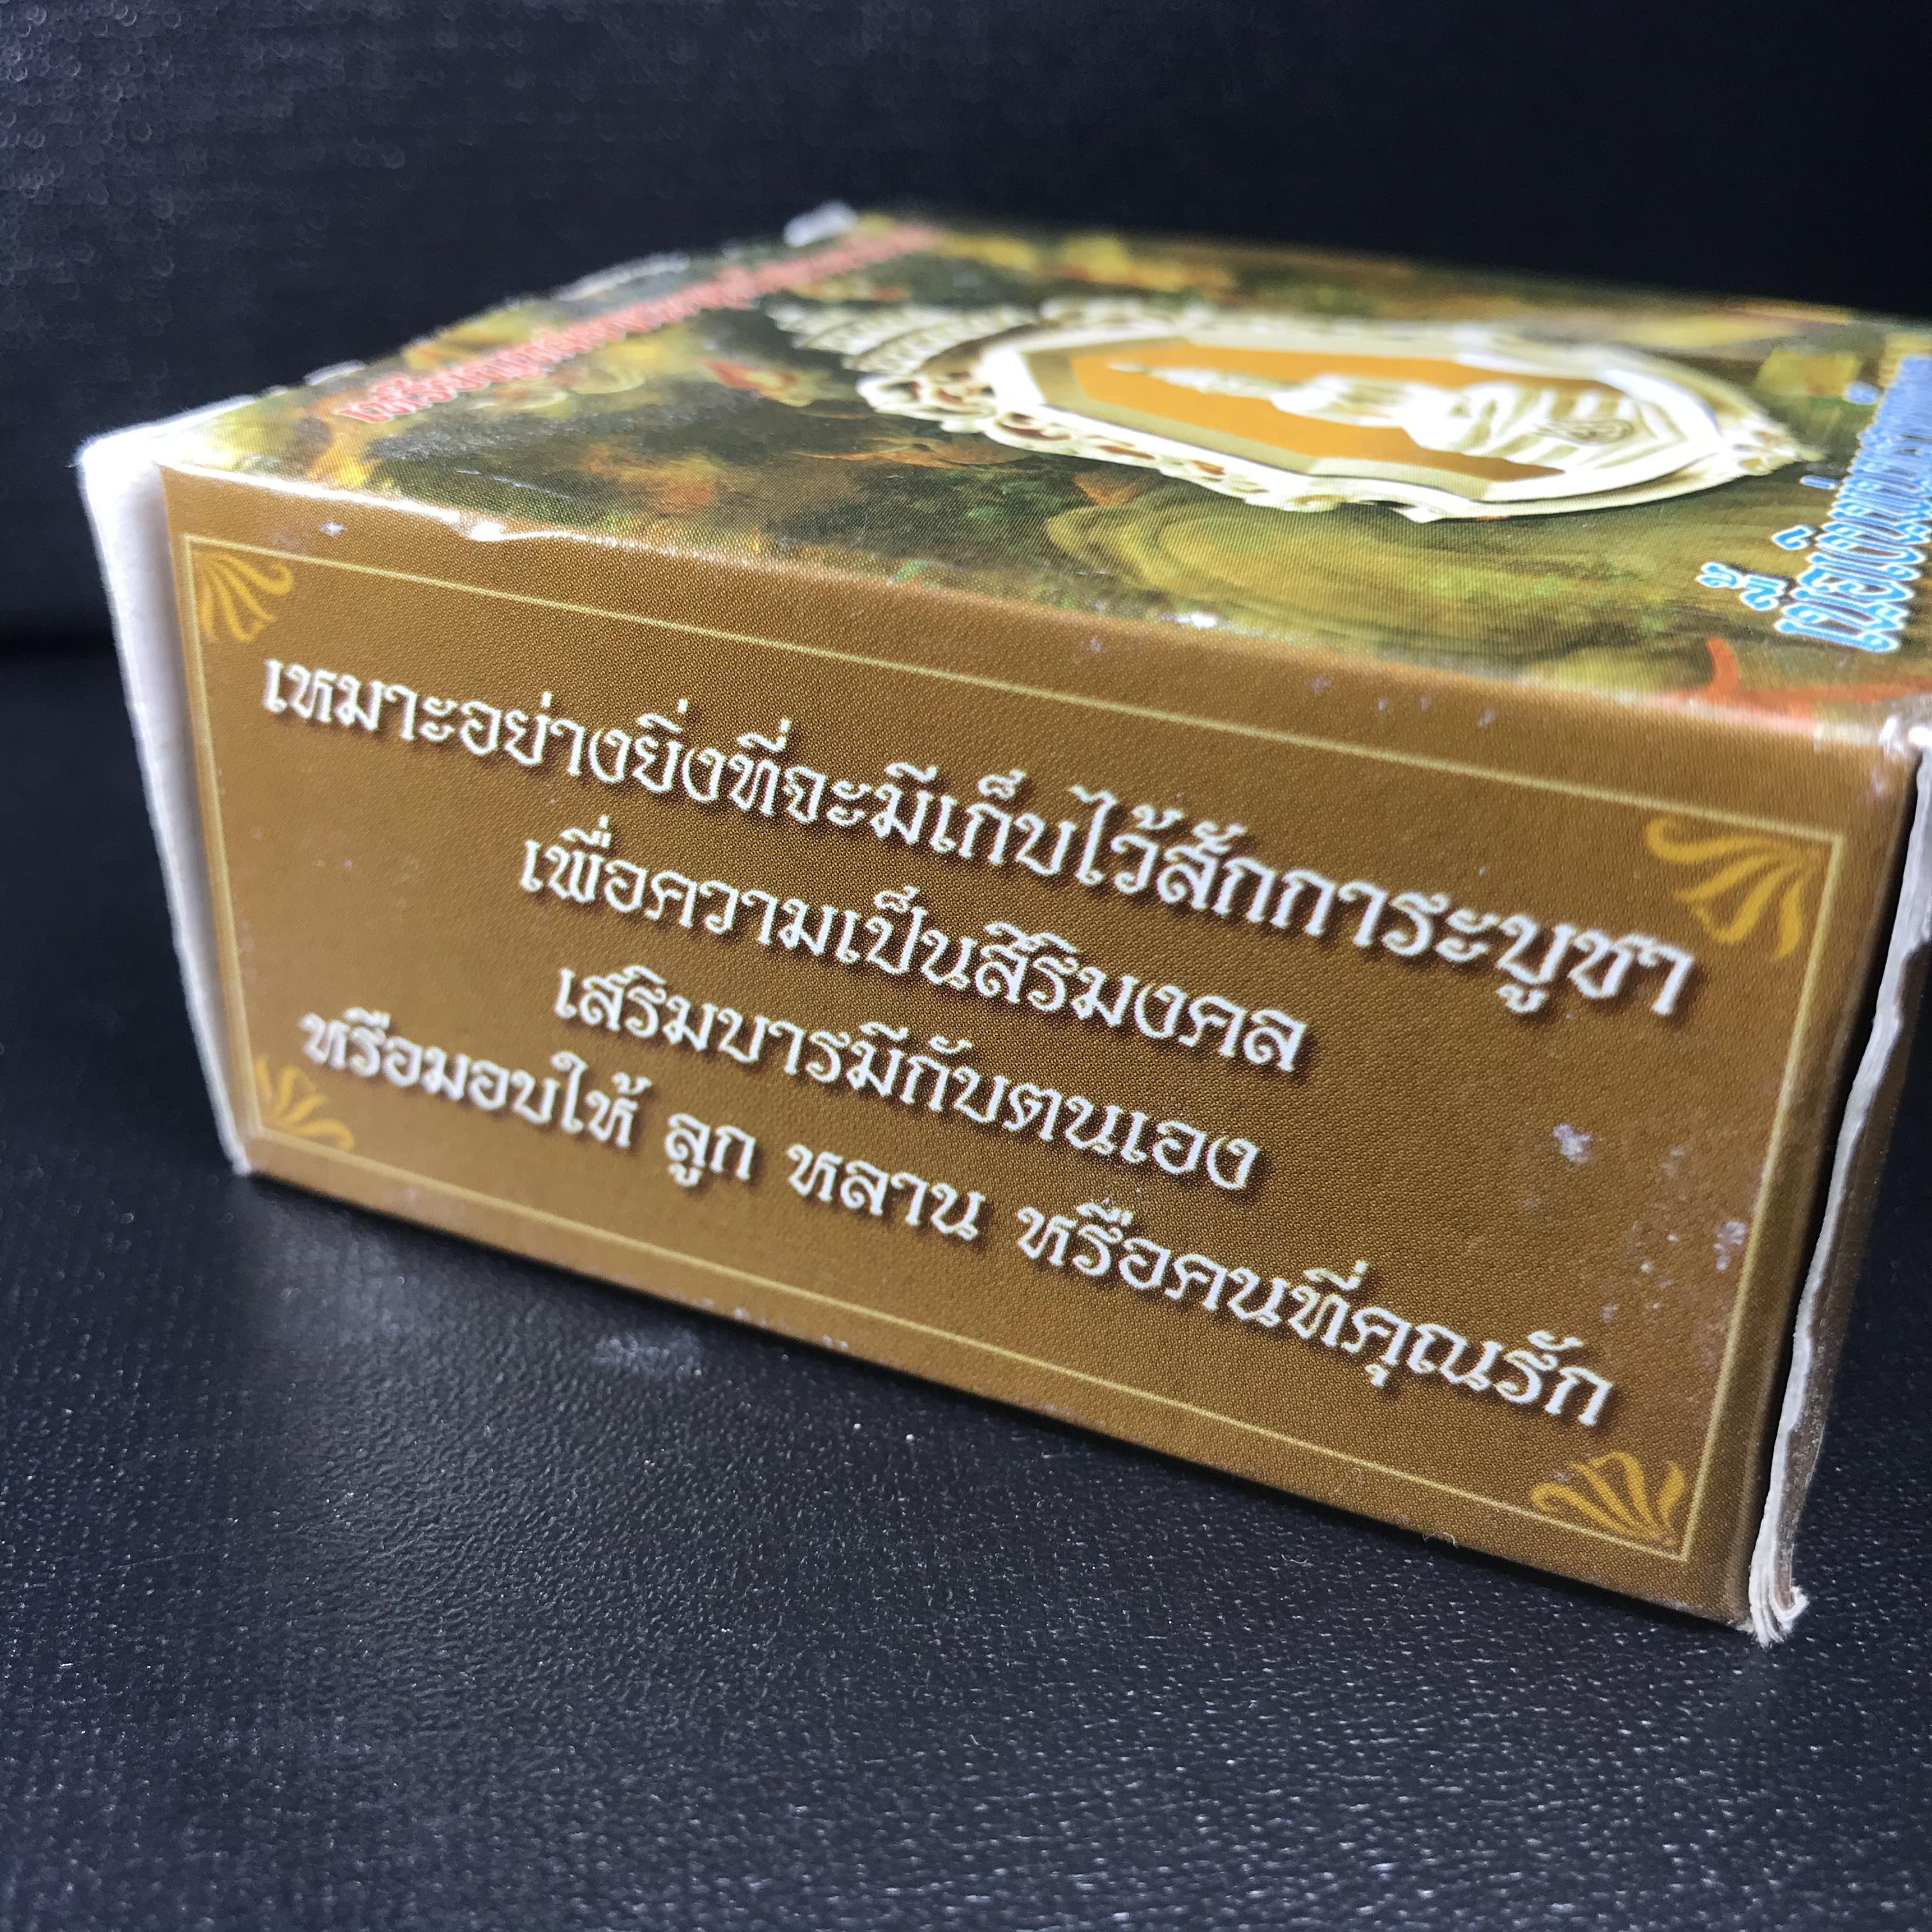 เหมาะอย่างยิ่งที่จะมีเก็บไว้สักการะบูชา
เพื่อความเป็นสิริมงคล
เสริมบารมีกับตนเอง
หรือมอบให้ ลูก หลาน หรือคนที่คุณรัก